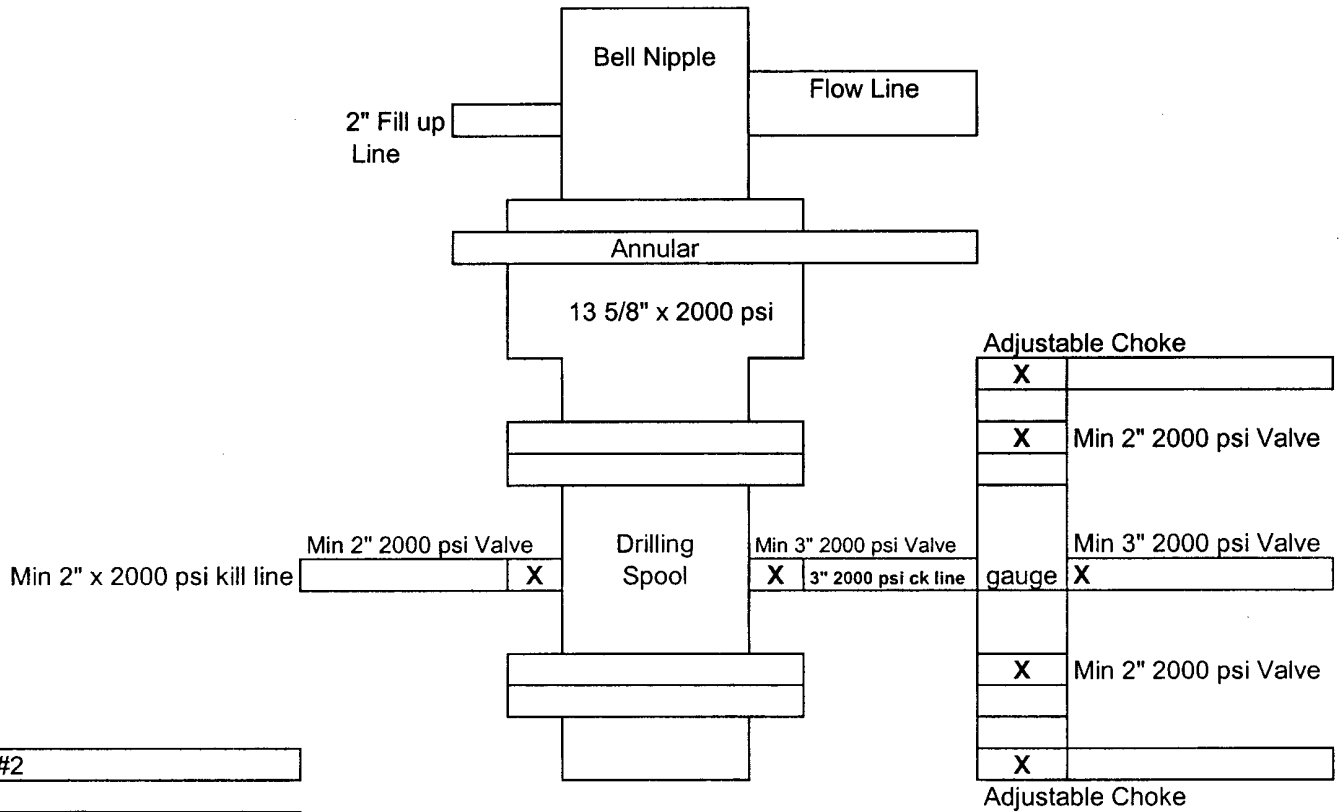 Bell Nipple
Flow Line
2" Fill up
Line
Annular
13 5/8" x 2000 psi
Adjustable Choke
X
X Min 2" 2000 psi Valve
Min 2" 2000 psi Valve
Drilling
Spool
Min 3" 2000 psi Valve
Min 3" 2000 psi Valve
Min 2" x 2000 psi kill line
X
X
3" 2000 psi ck line
gauge
X
X Min 2" 2000 psi Valve
#2
X
Adjustable Choke